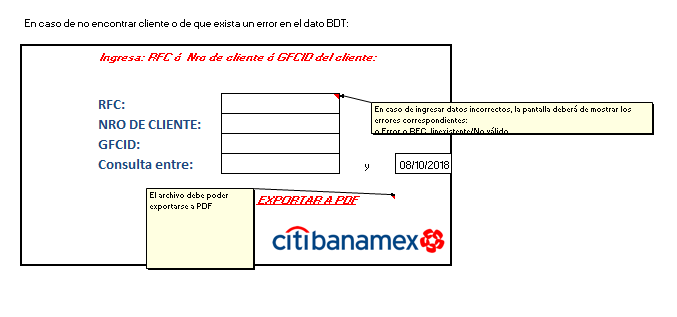 En caso de no encontrar cliente o de que exista un error en el dato BDT:
Ingresa: RFC ó Nro de cliente ó GFCID del cliente:
RFC:
En caso de ingresar datos incorrectos, la pantalla deberá de mostrar los
errores correspondientes:
o Error o RFC Inexistente/No válido
NRO DE CLIENTE:
GFCID:
Consulta entre:
y
08/10/2018
El archivo debe poder
exportarse a PDF
EXPORTAR A PDF
citibanamex